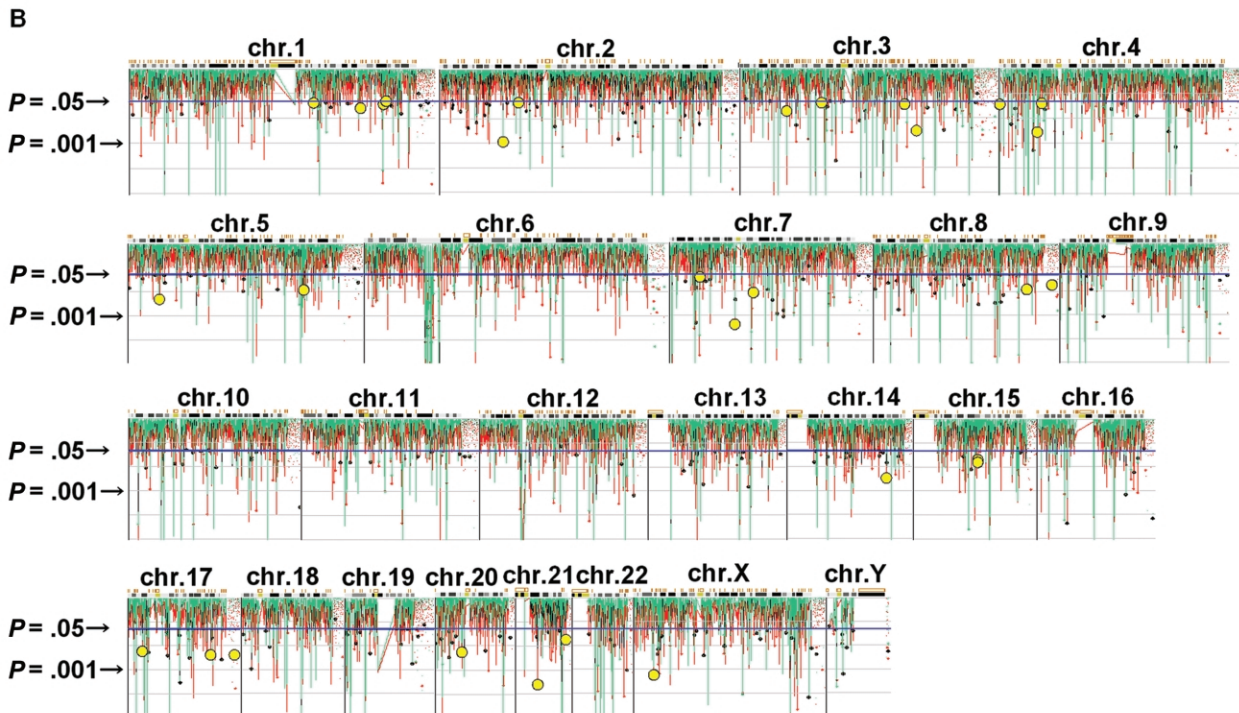 B
chr.1 chr.2 chr.3 chr.4
P = .05→
P = .001→
chr.5 chr.6 chr.7 chr.8 chr.9
P = .05→
P = .001→
chr.10 chr.11 chr.12 chr.13 chr.14 chr.15 chr.16
P = .05→
P = .001→
chr.17 chr.18 chr.19 chr.20 chr.21 chr.22 chr.X chr.Y
P = .05→
P = .001→